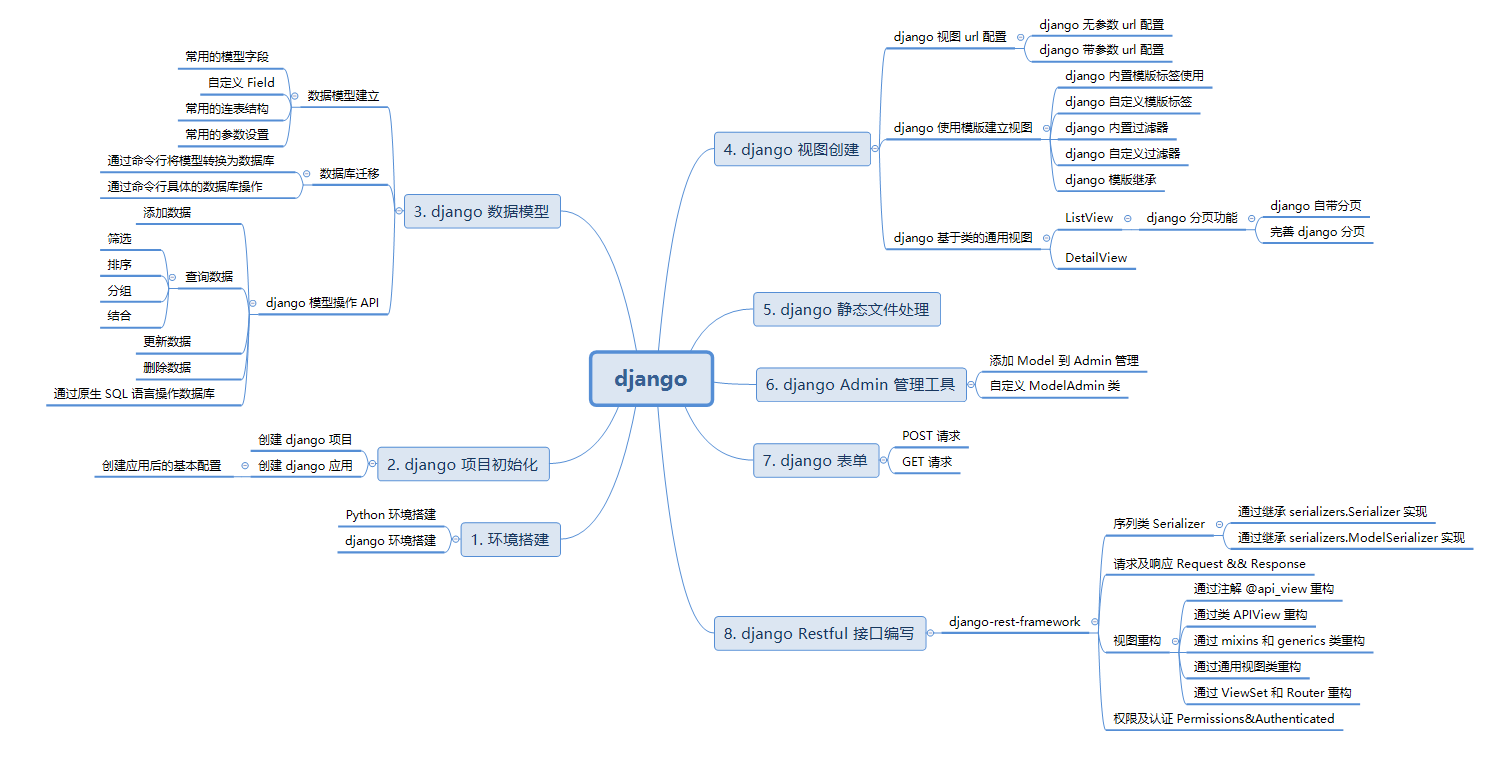 django
1. 环境搭建
Python 环境搭建
django 环境搭建
2. django 项目初始化
创建 django 项目
创建 django 应用
创建应用后的基本配置
3. django 数据模型
数据模型建立
常用的模型字段
自定义 Field
常用的连表结构
常用的参数设置
数据库迁移
通过命令行将模型转换为数据库
通过命令行具体的数据库操作
django 模型操作 API
添加数据
查询数据
筛选
排序
分组
结合
更新数据
删除数据
通过原生 SQL 语言操作数据库
4. django 视图创建
django 视图 url 配置
django 无参数 url 配置
django 带参数 url 配置
django 使用模版建立视图
django 内置模版标签使用
django 自定义模版标签
django 内置过滤器
django 自定义过滤器
django 模版继承
django 基于类的通用视图
ListView
django 分页功能
django 自带分页
完善 django 分页
DetailView
5. django 静态文件处理
6. django Admin 管理工具
添加 Model 到 Admin 管理
自定义 ModelAdmin 类
7. django 表单
POST 请求
GET 请求
8. django Restful 接口编写
django-rest-framework
序列类 Serializer
通过继承 serializers.Serializer 实现
通过继承 serializers.ModelSerializer 实现
请求及响应 Request && Response
视图重构
通过注解 @api_view 重构
通过类 APIView 重构
通过 mixins 和 generics 类重构
通过通用视图类重构
通过 ViewSet 和 Router 重构
权限及认证 Permissions&Authenticated